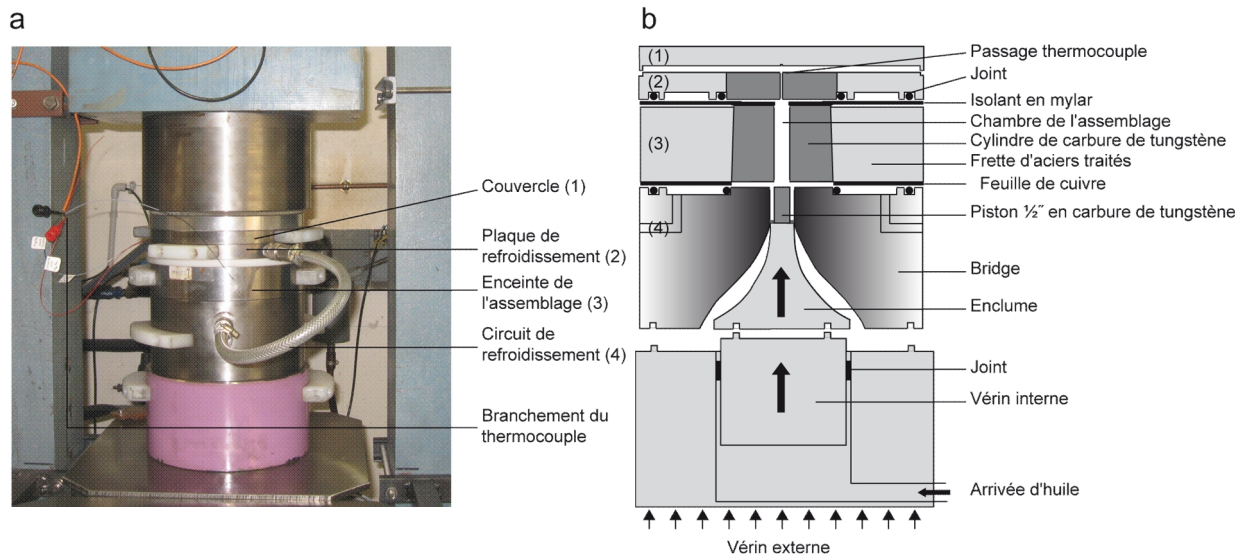 a
Couvercle (1)
Plaque de
refroidissement (2)
Enceinte de
l'assemblage (3)
Circuit de
refroidissement (4)
Branchement du
thermocouple
b
(1)
(2)
(3)
(4)
Passage thermocouple
Joint
Isolant en mylar
Chambre de l'assemblage
Cylindre de carbure de tungstène
Frette d'aciers traités
Feuille de cuivre
Piston ½˝ en carbure de tungstène
Bridge
Enclume
Joint
Vérin interne
Arrivée d'huile
Vérin externe